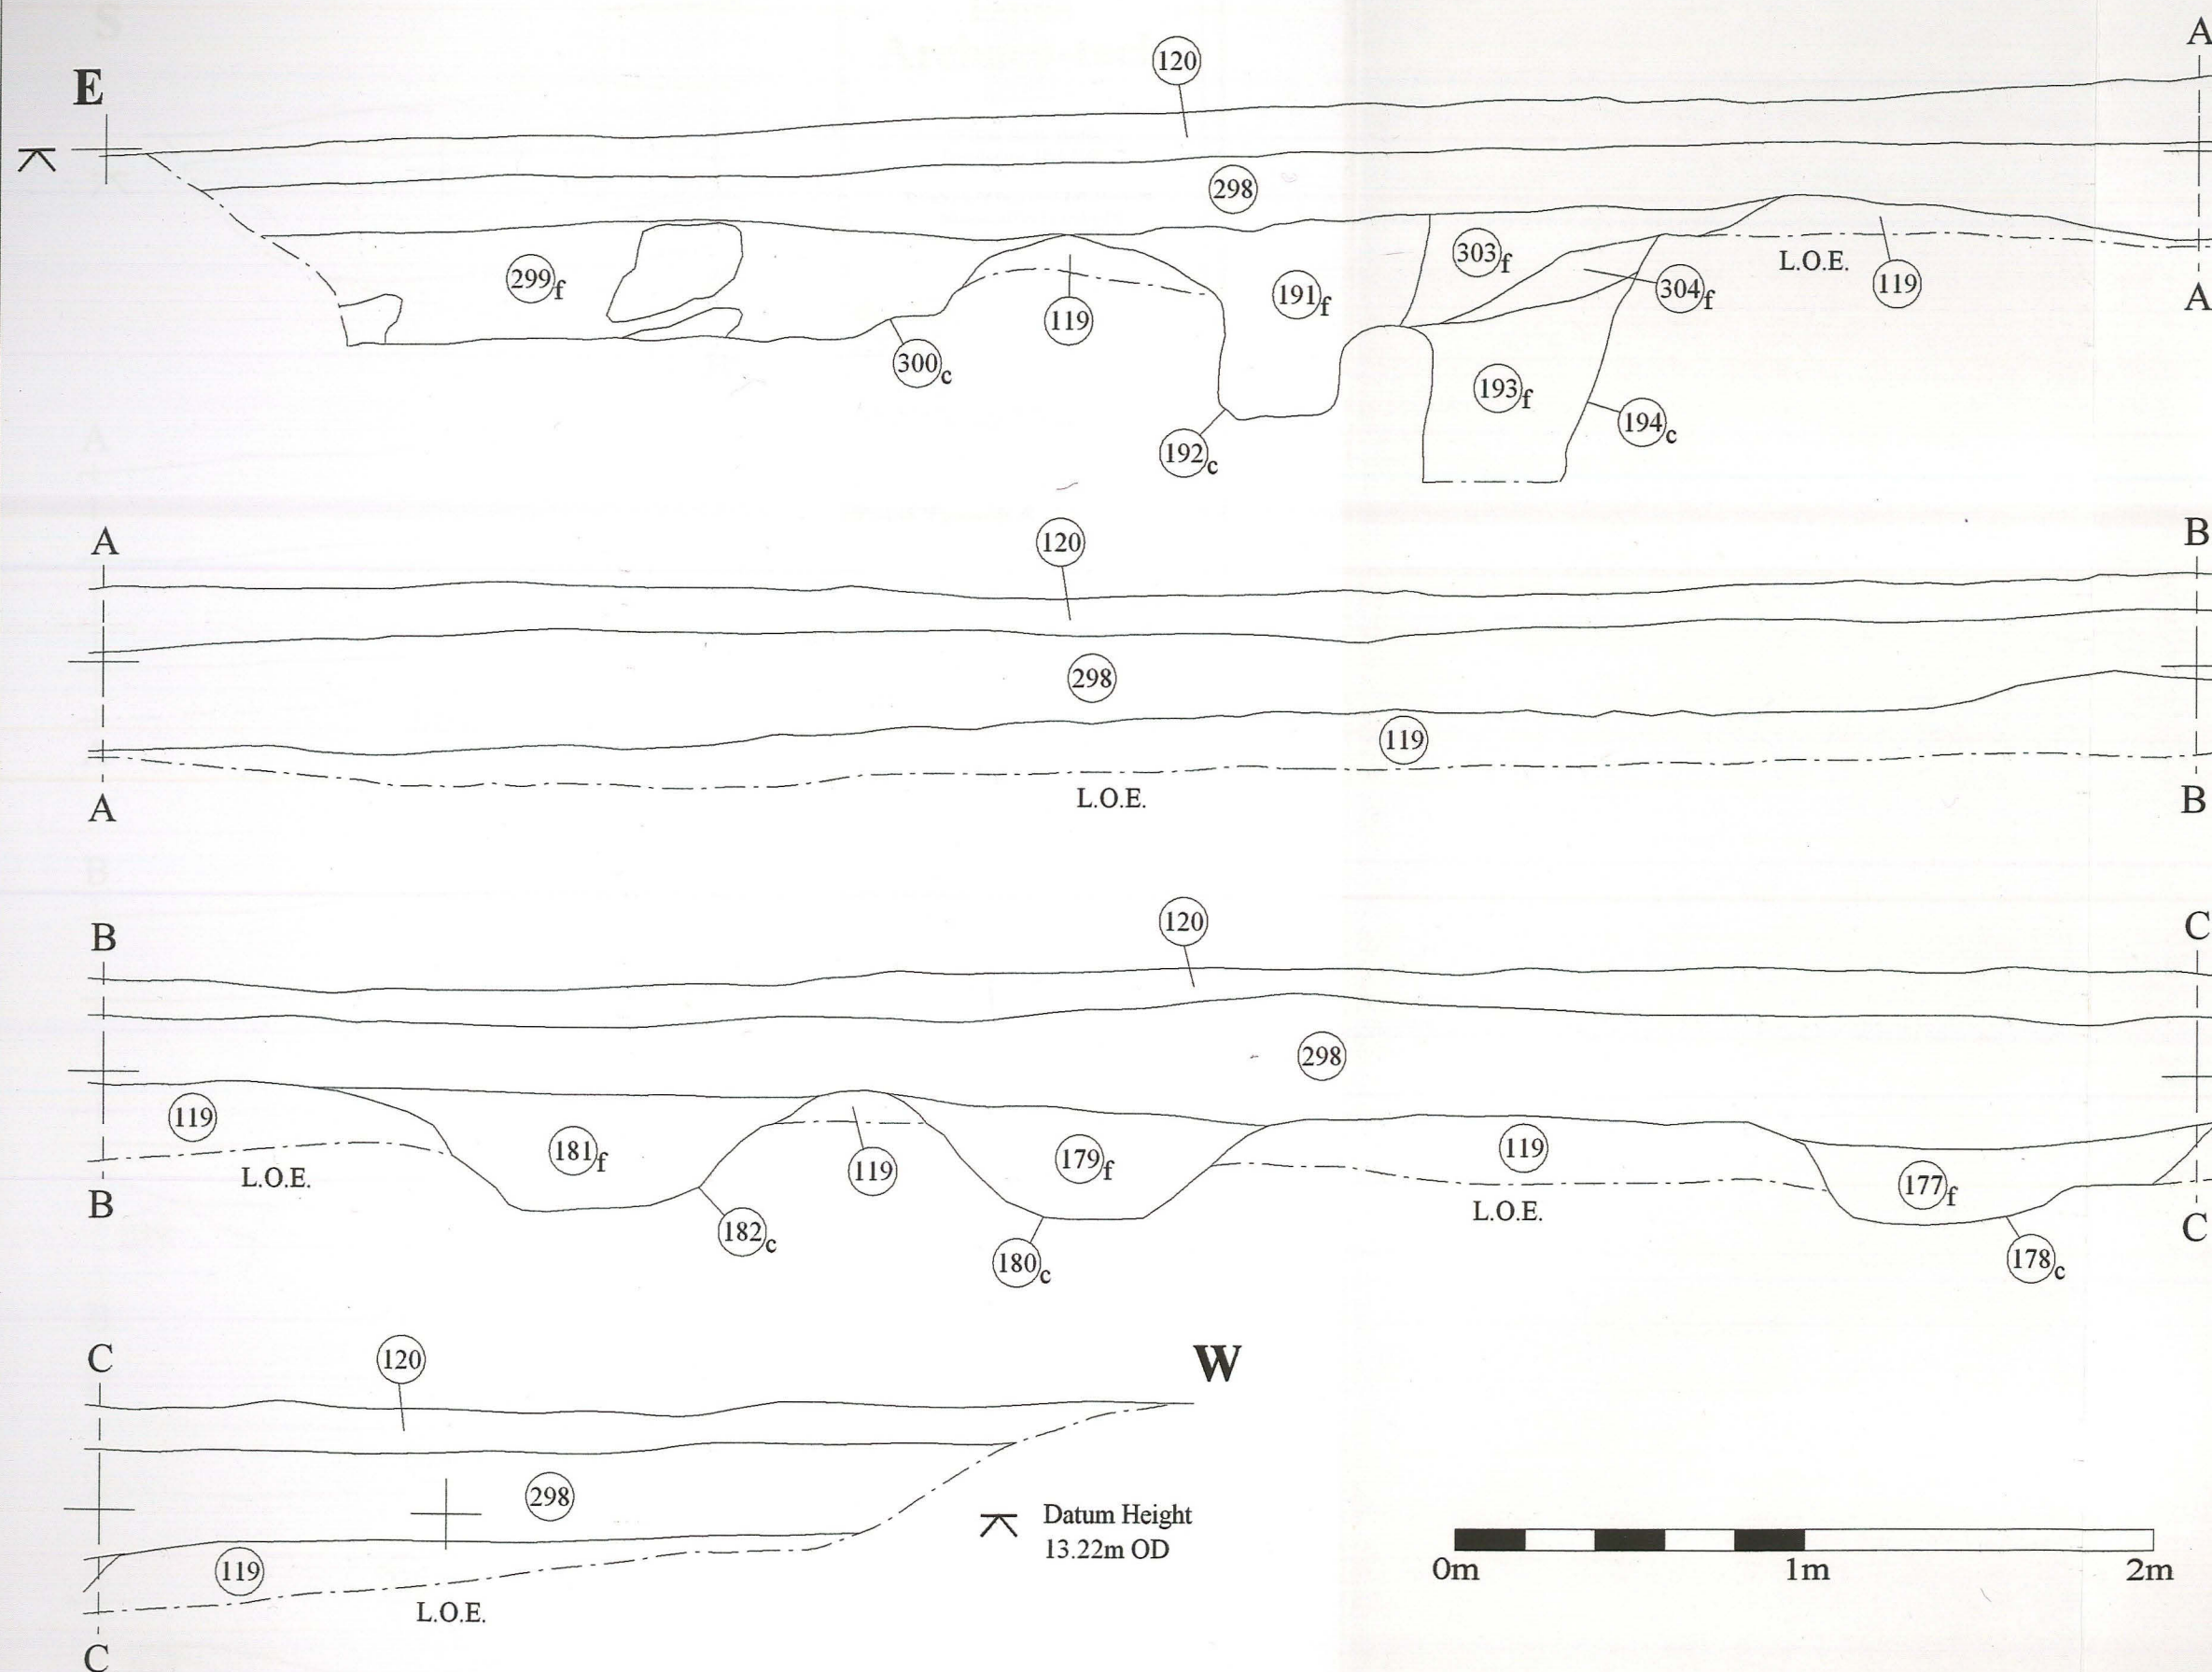 A
120
E
298
299f
303f
191f
L.O.E.
304f
119
119
A
300c
193f
194c
192c
A
120
B
298
119
A
L.O.E.
B
B
120
C
298
119
181f
179f
119
119
L.O.E.
177f
B
L.O.E.
182c
180c
178c
C
C
120
W
298
Datum Height
13.22m OD
119
0m 1m 2m
L.O.E.
C